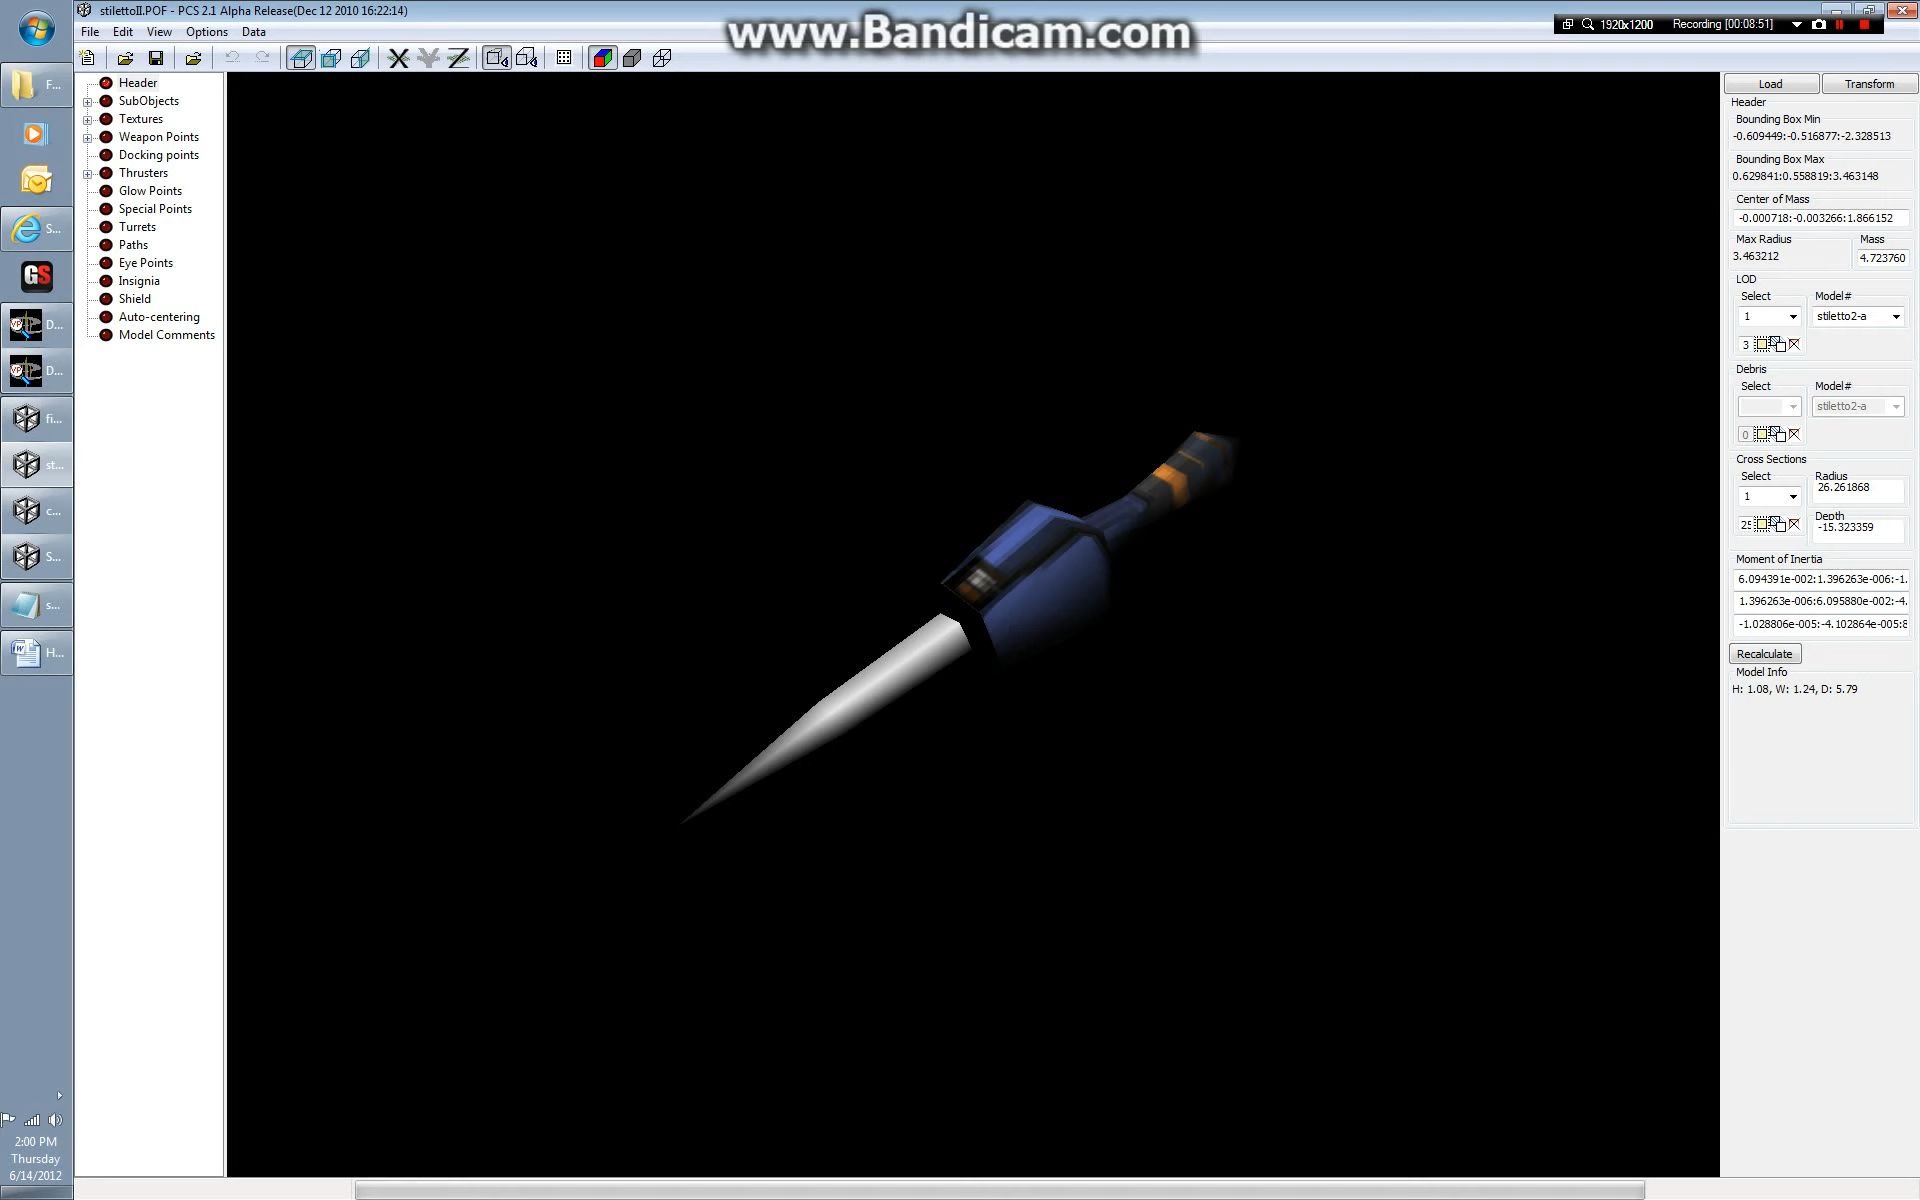 stilettoII.POF - PCS 2.1 Alpha Release(Dec 12 2010 16:22:14)
www.Bandicam.com
1920x1200 Recording [00:08:51]
File Edit View Options Data
X Y Z
Header
SubObjects
Textures
Weapon Points
Docking points
Thrusters
Glow Points
Special Points
Turrets
Paths
Eye Points
Insignia
Shield
Auto-centering
Model Comments
F...
S...
GS
VP D...
VP D...
fi...
st...
c...
S...
s...
H...
2:00 PM
Thursday
6/14/2012
Load Transform
Header
Bounding Box Min
-0.609449:-0.516877:-2.328513
Bounding Box Max
0.629841:0.558819:3.463148
Center of Mass
-0.000718:-0.003266:1.866152
Max Radius Mass
3.463212 4.723760
LOD
Select Model#
1 stiletto2-a
3
Debris
Select Model#
stiletto2-a
0
Cross Sections
Select Radius
1 26.261868
Depth
25 -15.323359
Moment of Inertia
6.094391e-002:1.396263e-006:-1.
1.396263e-006:6.095880e-002:-4.
-1.028806e-005:-4.102864e-005:8
Recalculate
Model Info
H: 1.08, W: 1.24, D: 5.79